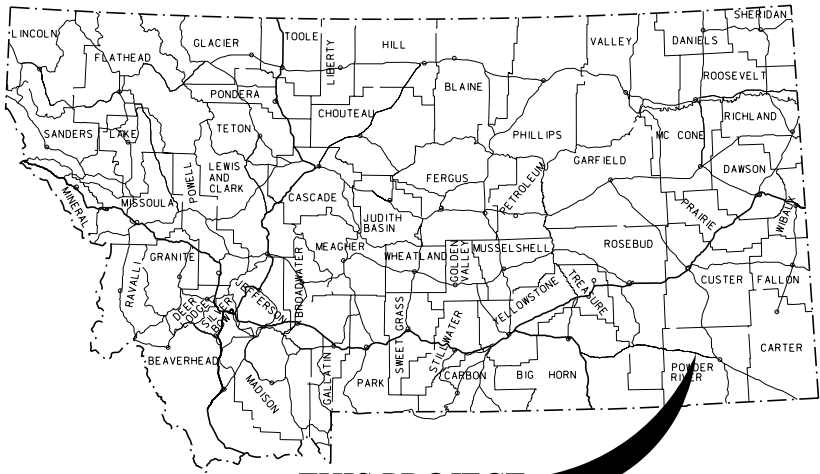 LINCOLN
FLATHEAD
GLACIER
TOOLE
LIBERTY
HILL
BLAINE
VALLEY
DANIELS
SHERIDAN
ROOSEVELT
PONDERA
CHOUTEAU
PHILLIPS
RICHLAND
MC CONE
SANDERS
LAKE
TETON
LEWIS
AND
CLARK
POWELL
CASCADE
FERGUS
PETROLEUM
GARFIELD
DAWSON
MINERAL
MISSOULA
JUDITH
BASIN
PRAIRIE
WIBAUX
RAVALLI
GRANITE
BROADWATER
MEAGHER
WHEATLAND
GOLDEN
VALLEY
MUSSELSHELL
ROSEBUD
CUSTER
FALLON
DEER
LODGE
SILVER
BOW
JEFFERSON
SWEET GRASS
STILLWATER
YELLOWSTONE
TREASURE
BEAVERHEAD
MADISON
GALLATIN
PARK
CARBON
BIG HORN
POWDER
RIVER
CARTER
THIS PROJECT